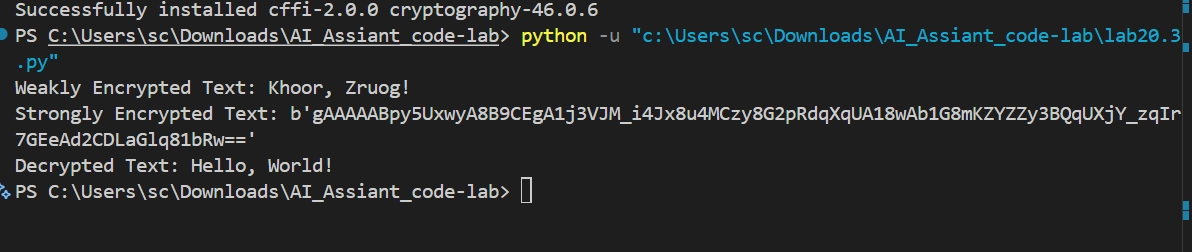 Successfully installed cffi-2.0.0 cryptography-46.0.6
PS C:\Users\sc\Downloads\AI_Assiant_code-lab> python -u "c:\Users\sc\Downloads\AI_Assiant_code-lab\lab20.3
.py"
Weakly Encrypted Text: Khoor, Zruog!
Strongly Encrypted Text: b'gAAAAABpy5UxwyA8B9CEgA1j3VJM_i4Jx8u4MCzy8G2pRdqXqUA18wAb1G8mKZYZZy3BQqUXjY_zqIr
7GEeAd2CDLaGlq81bRw=='
Decrypted Text: Hello, World!
PS C:\Users\sc\Downloads\AI_Assiant_code-lab>